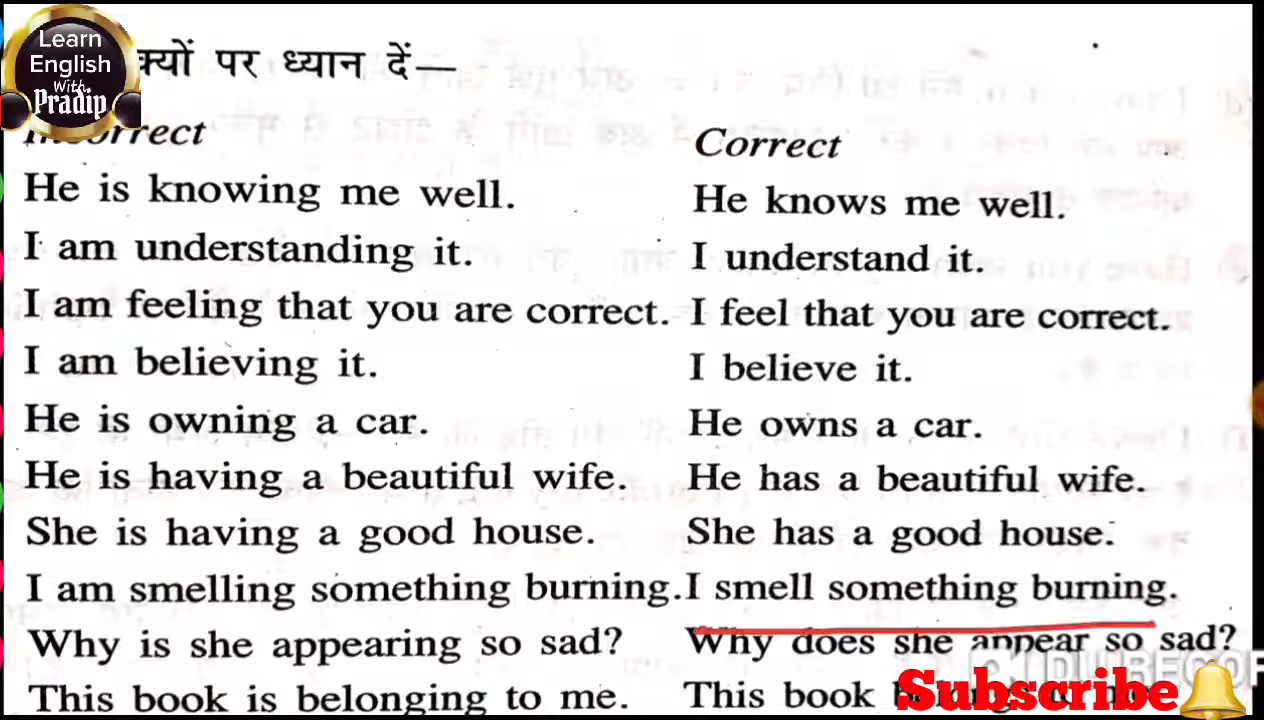 Learn
English
With
Pradip
क्यों पर ध्यान दें—
Incorrect Correct
He is knowing me well. He knows me well.
I am understanding it. I understand it.
I am feeling that you are correct. I feel that you are correct.
I am believing it. I believe it.
He is owning a car. He owns a car.
He is having a beautiful wife. He has a beautiful wife.
She is having a good house. She has a good house.
I am smelling something burning. I smell something burning.
Why is she appearing so sad? Why does she appear so sad?
This book is belonging to me. This book
Subscribe